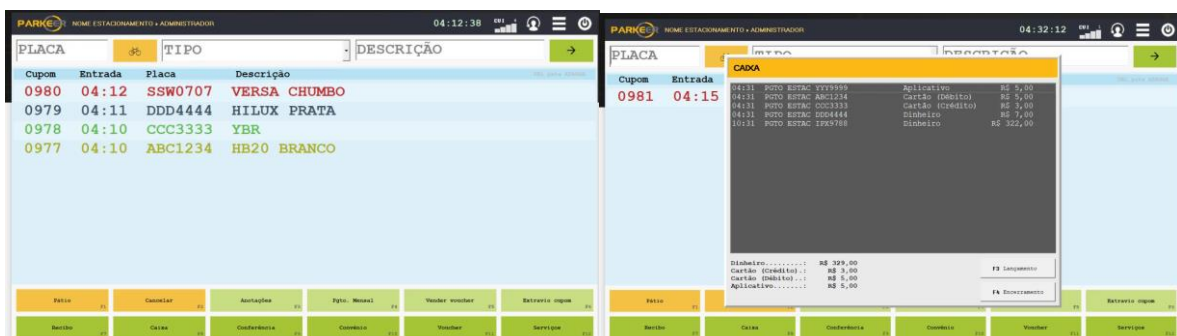 PARKEER NOME ESTACIONAMENTO • ADMINISTRADOR 04:12:38
PLACA TIPO DESCRIÇÃO
Cupom Entrada Placa Descrição
0980 04:12 SSW0707 VERSA CHUMBO
0979 04:11 DDD4444 HILUX PRATA
0978 04:10 CCC3333 YBR
0977 04:10 ABC1234 HB20 BRANCO
Pátio Cancelar Anotações Pgto. Mensal Vender voucher Extravio cupom
Recibo Caixa Conferência Convênio Voucher Serviços
PARKEER NOME ESTACIONAMENTO • ADMINISTRADOR 04:32:12
PLACA TIPO DESCRIÇÃO
Cupom Entrada
0981 04:15
CAIXA
04:31 PGTO ESTAC YYY9999 Aplicativo R$ 5,00
04:31 PGTO ESTAC ABC1234 Cartão (Débito) R$ 5,00
04:31 PGTO ESTAC CCC3333 Cartão (Crédito) R$ 3,00
04:31 PGTO ESTAC DDD4444 Dinheiro R$ 7,00
10:31 PGTO ESTAC IPX9788 Dinheiro R$ 322,00
Dinheiro.........: R$ 329,00
Cartão (Crédito).: R$ 3,00
Cartão (Débito)..: R$ 5,00
Aplicativo.......: R$ 5,00
F3 Lançamento
F4 Encerramento
Pátio Extravio cupom
Recibo Caixa Conferência Convênio Voucher Serviços